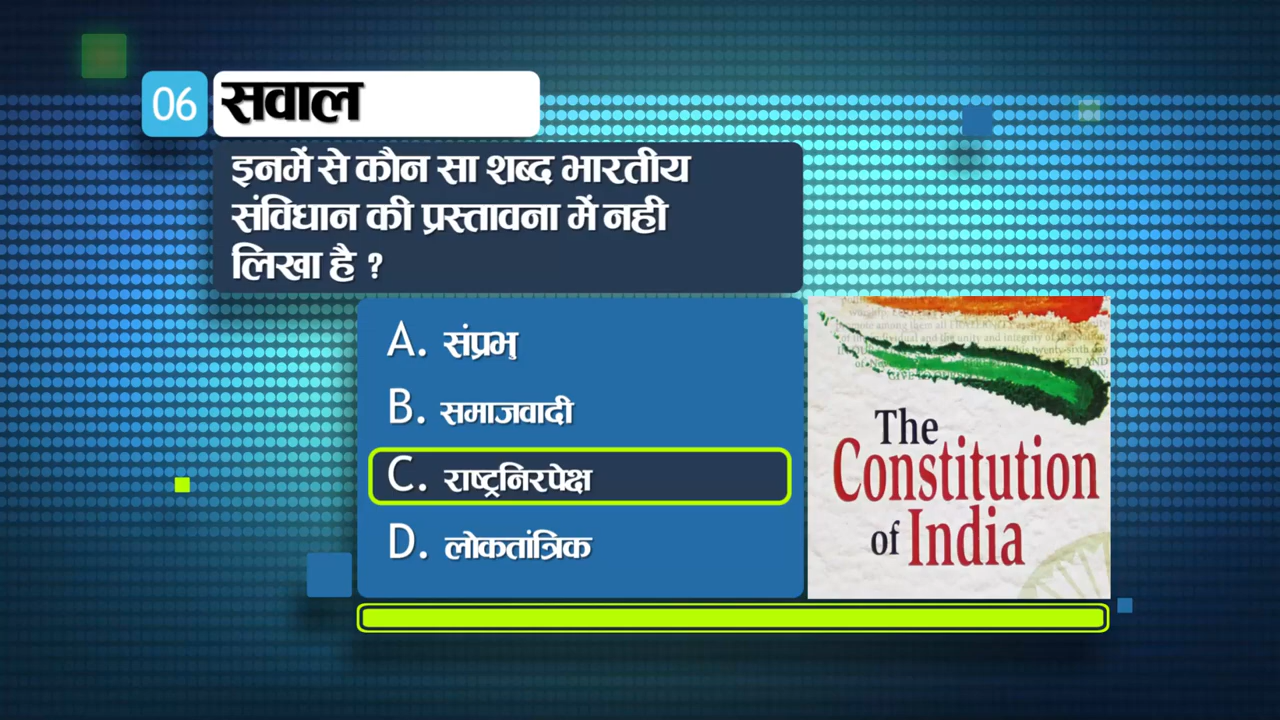 06 सवाल
इनमें से कौन सा शब्द भारतीय
संविधान की प्रस्तावना में नही
लिखा है ?
A. संप्रभु
B. समाजवादी
C. राष्ट्रनिरपेक्ष
D. लोकतांत्रिक
The
Constitution
of India